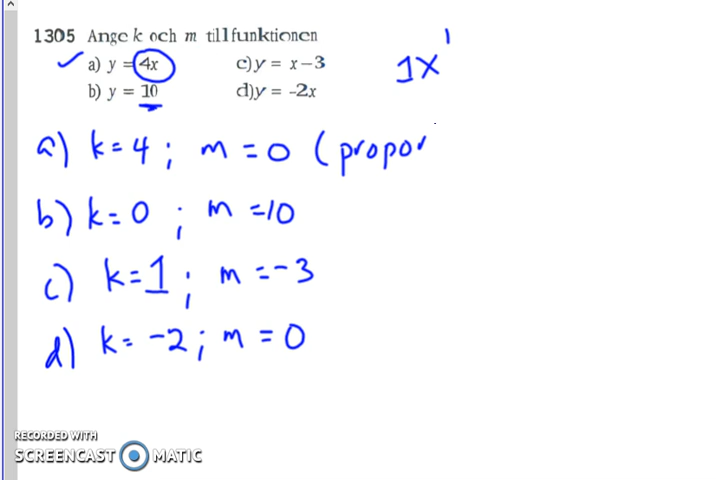 1305 Ange k och m till funktionen
a) y = 4x c) y = x-3 1x¹
b) y = 10 d) y = -2x
a) k = 4 ; m = 0 (propor
b) k = 0 ; m = 10
c) k = 1 ; m = -3
d) k = -2 ; m = 0
RECORDED WITH
SCREENCAST MATIC